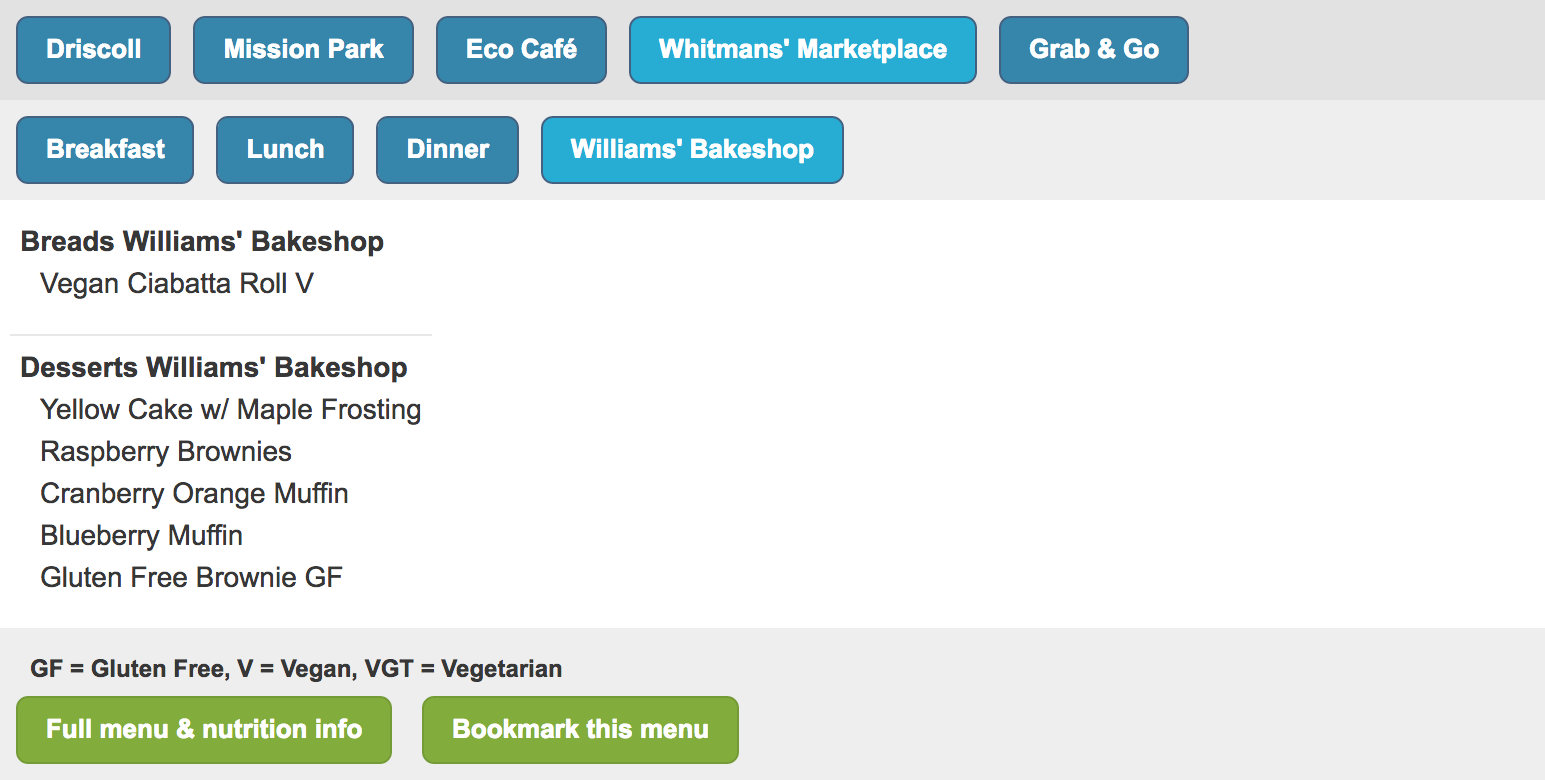 Driscoll Mission Park Eco Café Whitmans' Marketplace Grab & Go
Breakfast Lunch Dinner Williams' Bakeshop
Breads Williams' Bakeshop
Vegan Ciabatta Roll V
Desserts Williams' Bakeshop
Yellow Cake w/ Maple Frosting
Raspberry Brownies
Cranberry Orange Muffin
Blueberry Muffin
Gluten Free Brownie GF
GF = Gluten Free, V = Vegan, VGT = Vegetarian
Full menu & nutrition info Bookmark this menu